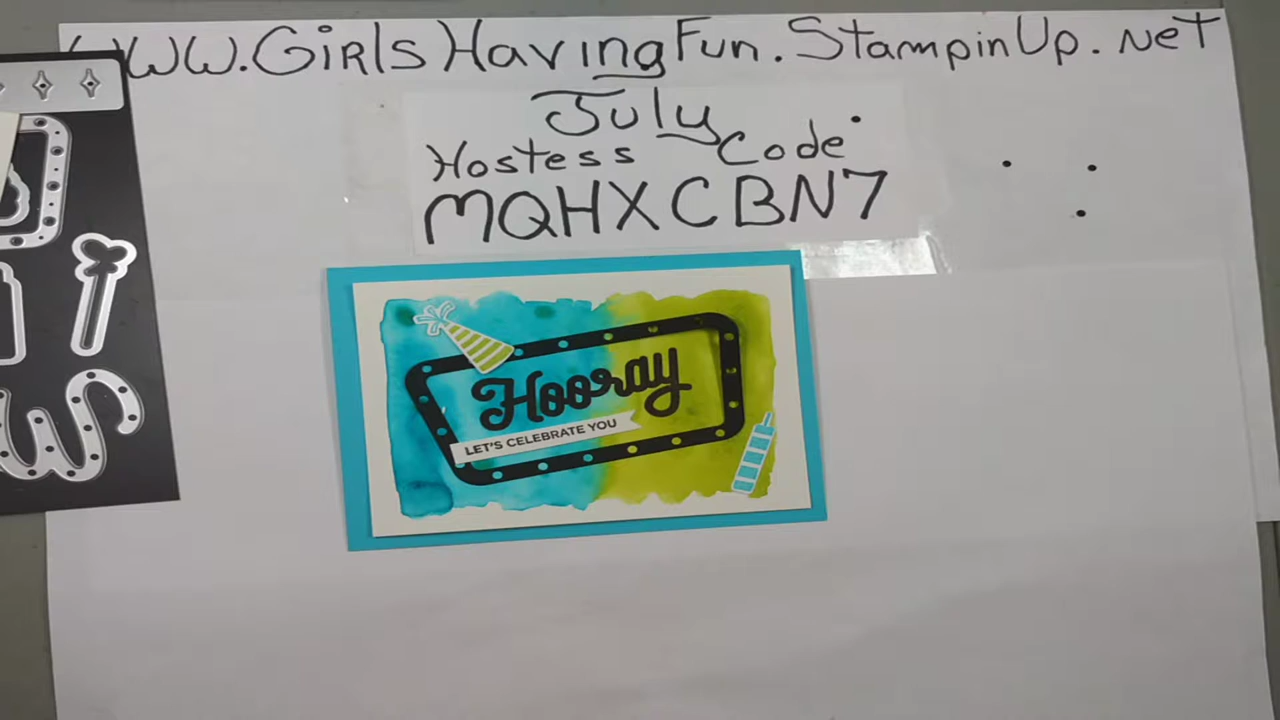 WWW.GirlsHavingFun.StampinUp.net
July
Hostess Code
MQHXCBN7
Hooray
LET'S CELEBRATE YOU